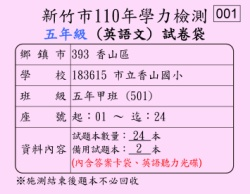 新竹市110年學力檢測 001
五年級（英語文）試卷袋
鄉鎮市 393 香山區
學校 183615 市立香山國小
班級 五年甲班 (501)
座號 起：01 ～ 迄：24
資料內容 試題本數量： 24 本
備用試題本： 2 本
(內含答案卡袋、英語聽力光碟)
※施測結束後題本不必回收